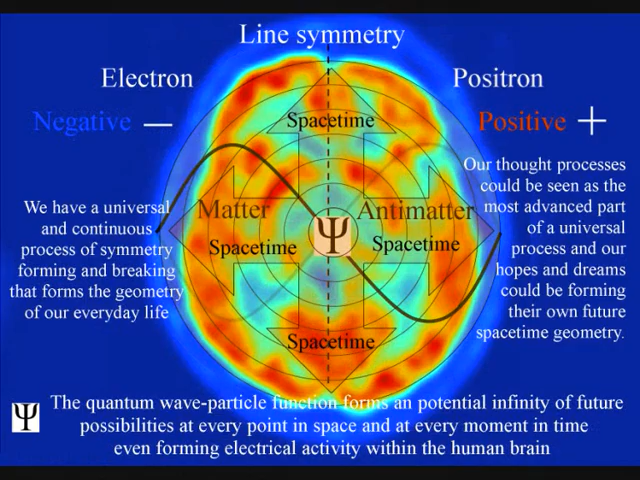 Line symmetry
Electron
Positron
Negative —
Positive +
Spacetime
We have a universal
and continuous
process of symmetry
forming and breaking
that forms the geometry
of our everyday life
Matter
Spacetime
Ψ
Antimatter
Spacetime
Our thought processes
could be seen as the
most advanced part
of a universal
process and our
hopes and dreams
could be forming
their own future
spacetime geometry.
Spacetime
Ψ
The quantum wave-particle function forms an potential infinity of future
possibilities at every point in space and at every moment in time
even forming electrical activity within the human brain